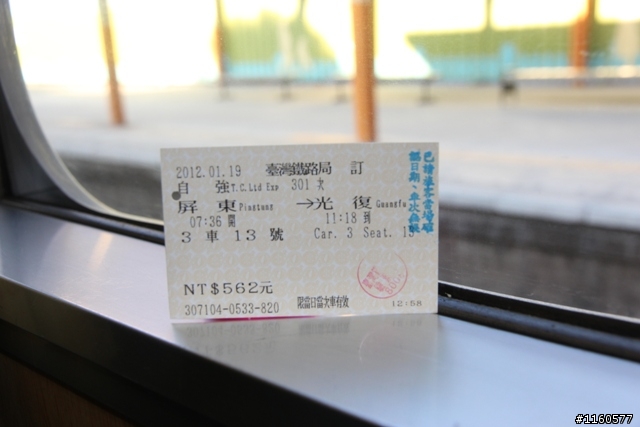 2012.01.19 臺灣鐵路局 訂
自 強 T.C.Ltd Exp 301 次
屏 東 Pingtung →光 復 Guangfu
07:36 開 11:18 到
3 車 13 號 Car. 3 Seat. 13
NT$562元
307104-0533-820 限當日當次車有效 12:58
#1160577